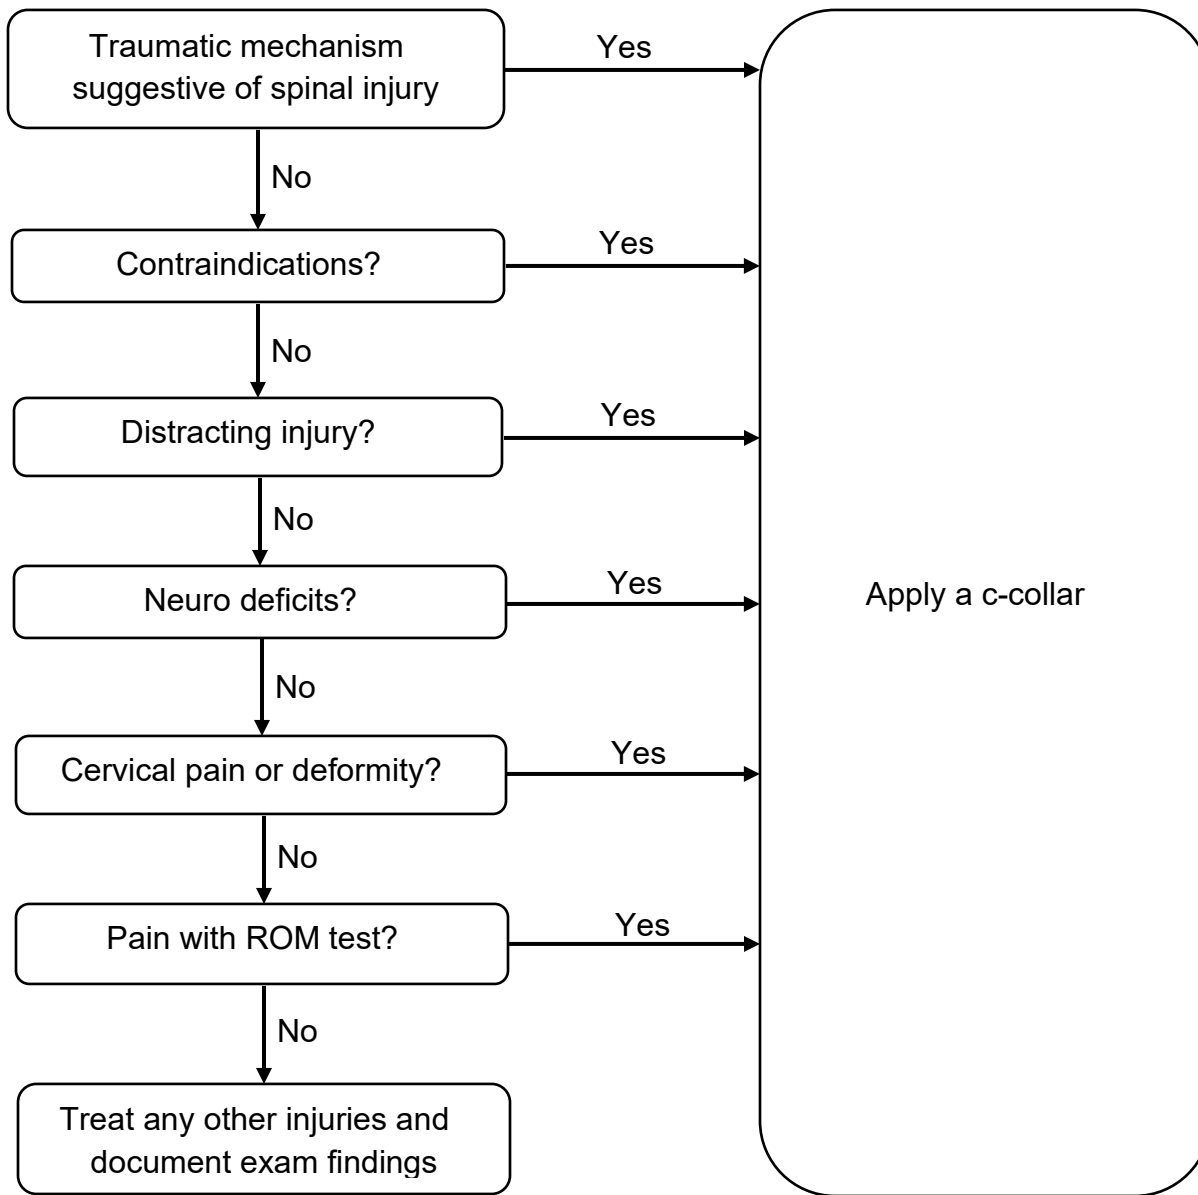 Traumatic mechanism
suggestive of spinal injury
Yes
No
Contraindications?
Yes
No
Distracting injury?
Yes
No
Neuro deficits?
Yes
Apply a c-collar
No
Cervical pain or deformity?
Yes
No
Pain with ROM test?
Yes
No
Treat any other injuries and
document exam findings